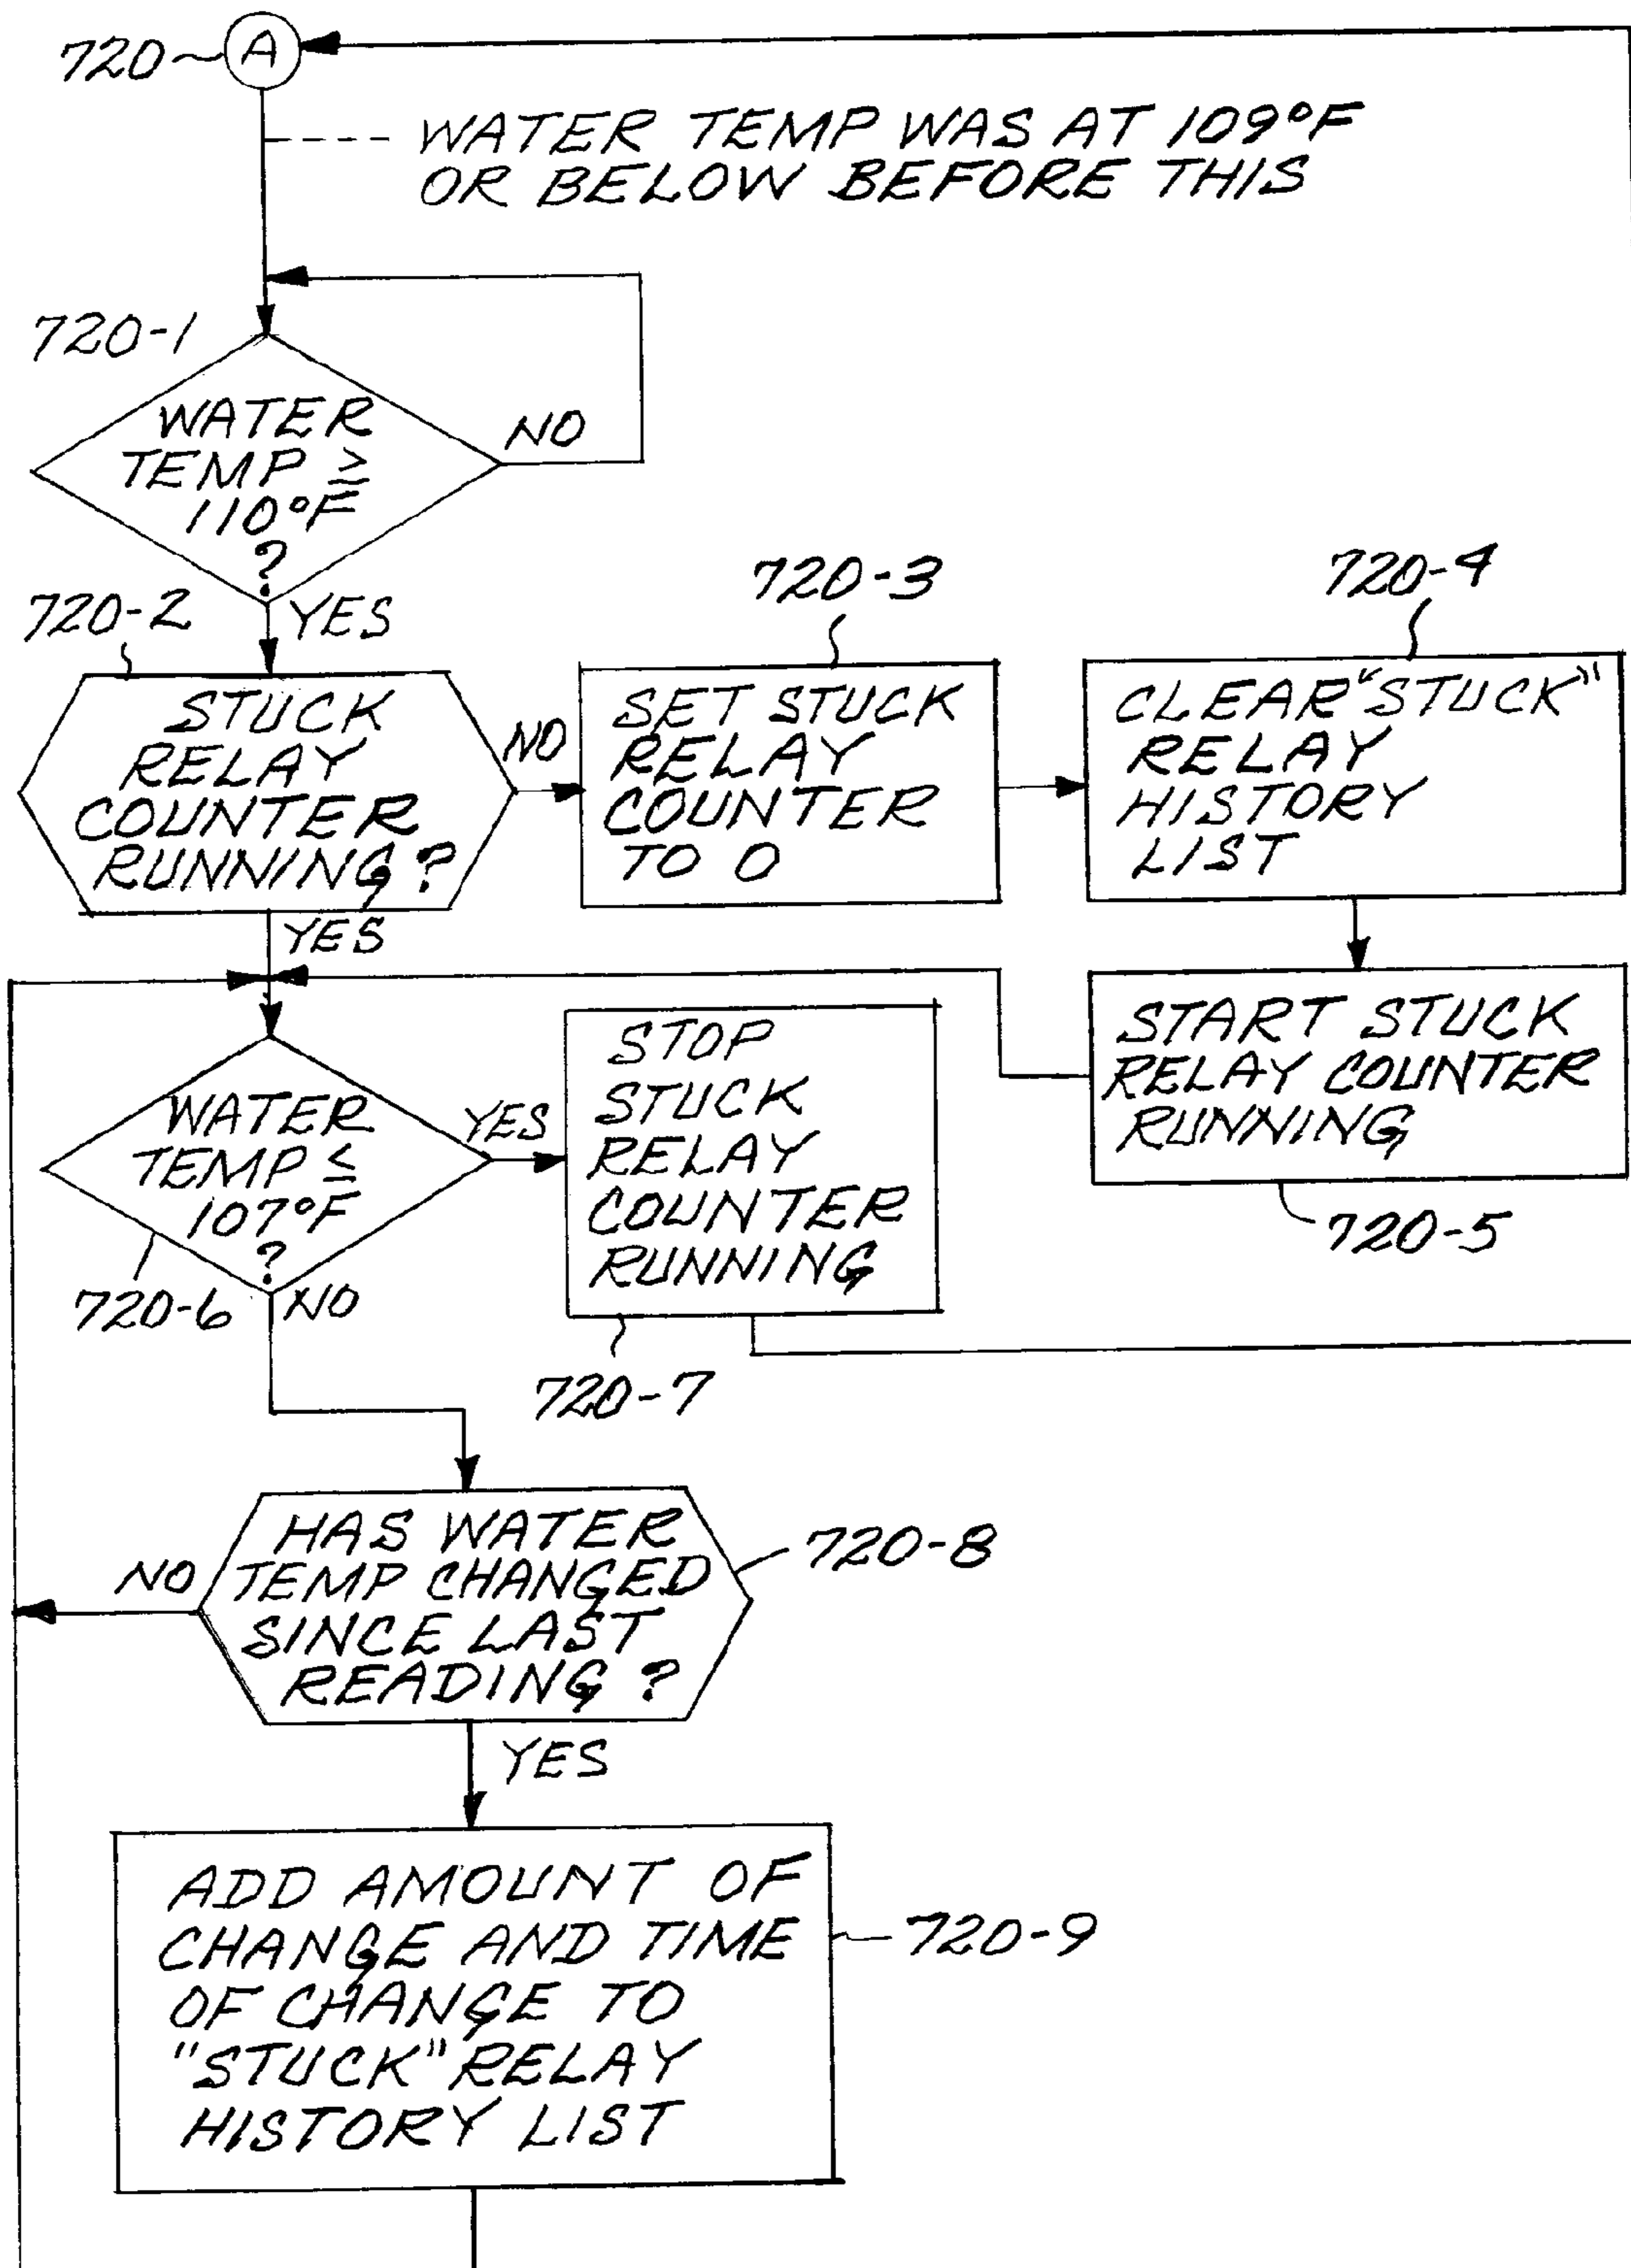 720
A
WATER TEMP WAS AT 109°F
OR BELOW BEFORE THIS
720-1
WATER
TEMP ≥
110°F
?
NO
YES
720-2
STUCK
RELAY
COUNTER
RUNNING?
NO
YES
720-3
SET STUCK
RELAY
COUNTER
TO 0
720-4
CLEAR "STUCK"
RELAY
HISTORY
LIST
START STUCK
RELAY COUNTER
RUNNING
720-5
WATER
TEMP ≤
107°F
?
720-6
YES
NO
STOP
STUCK
RELAY
COUNTER
RUNNING
720-7
HAS WATER
TEMP CHANGED
SINCE LAST
READING?
720-8
NO
YES
ADD AMOUNT OF
CHANGE AND TIME
OF CHANGE TO
"STUCK" RELAY
HISTORY LIST
720-9